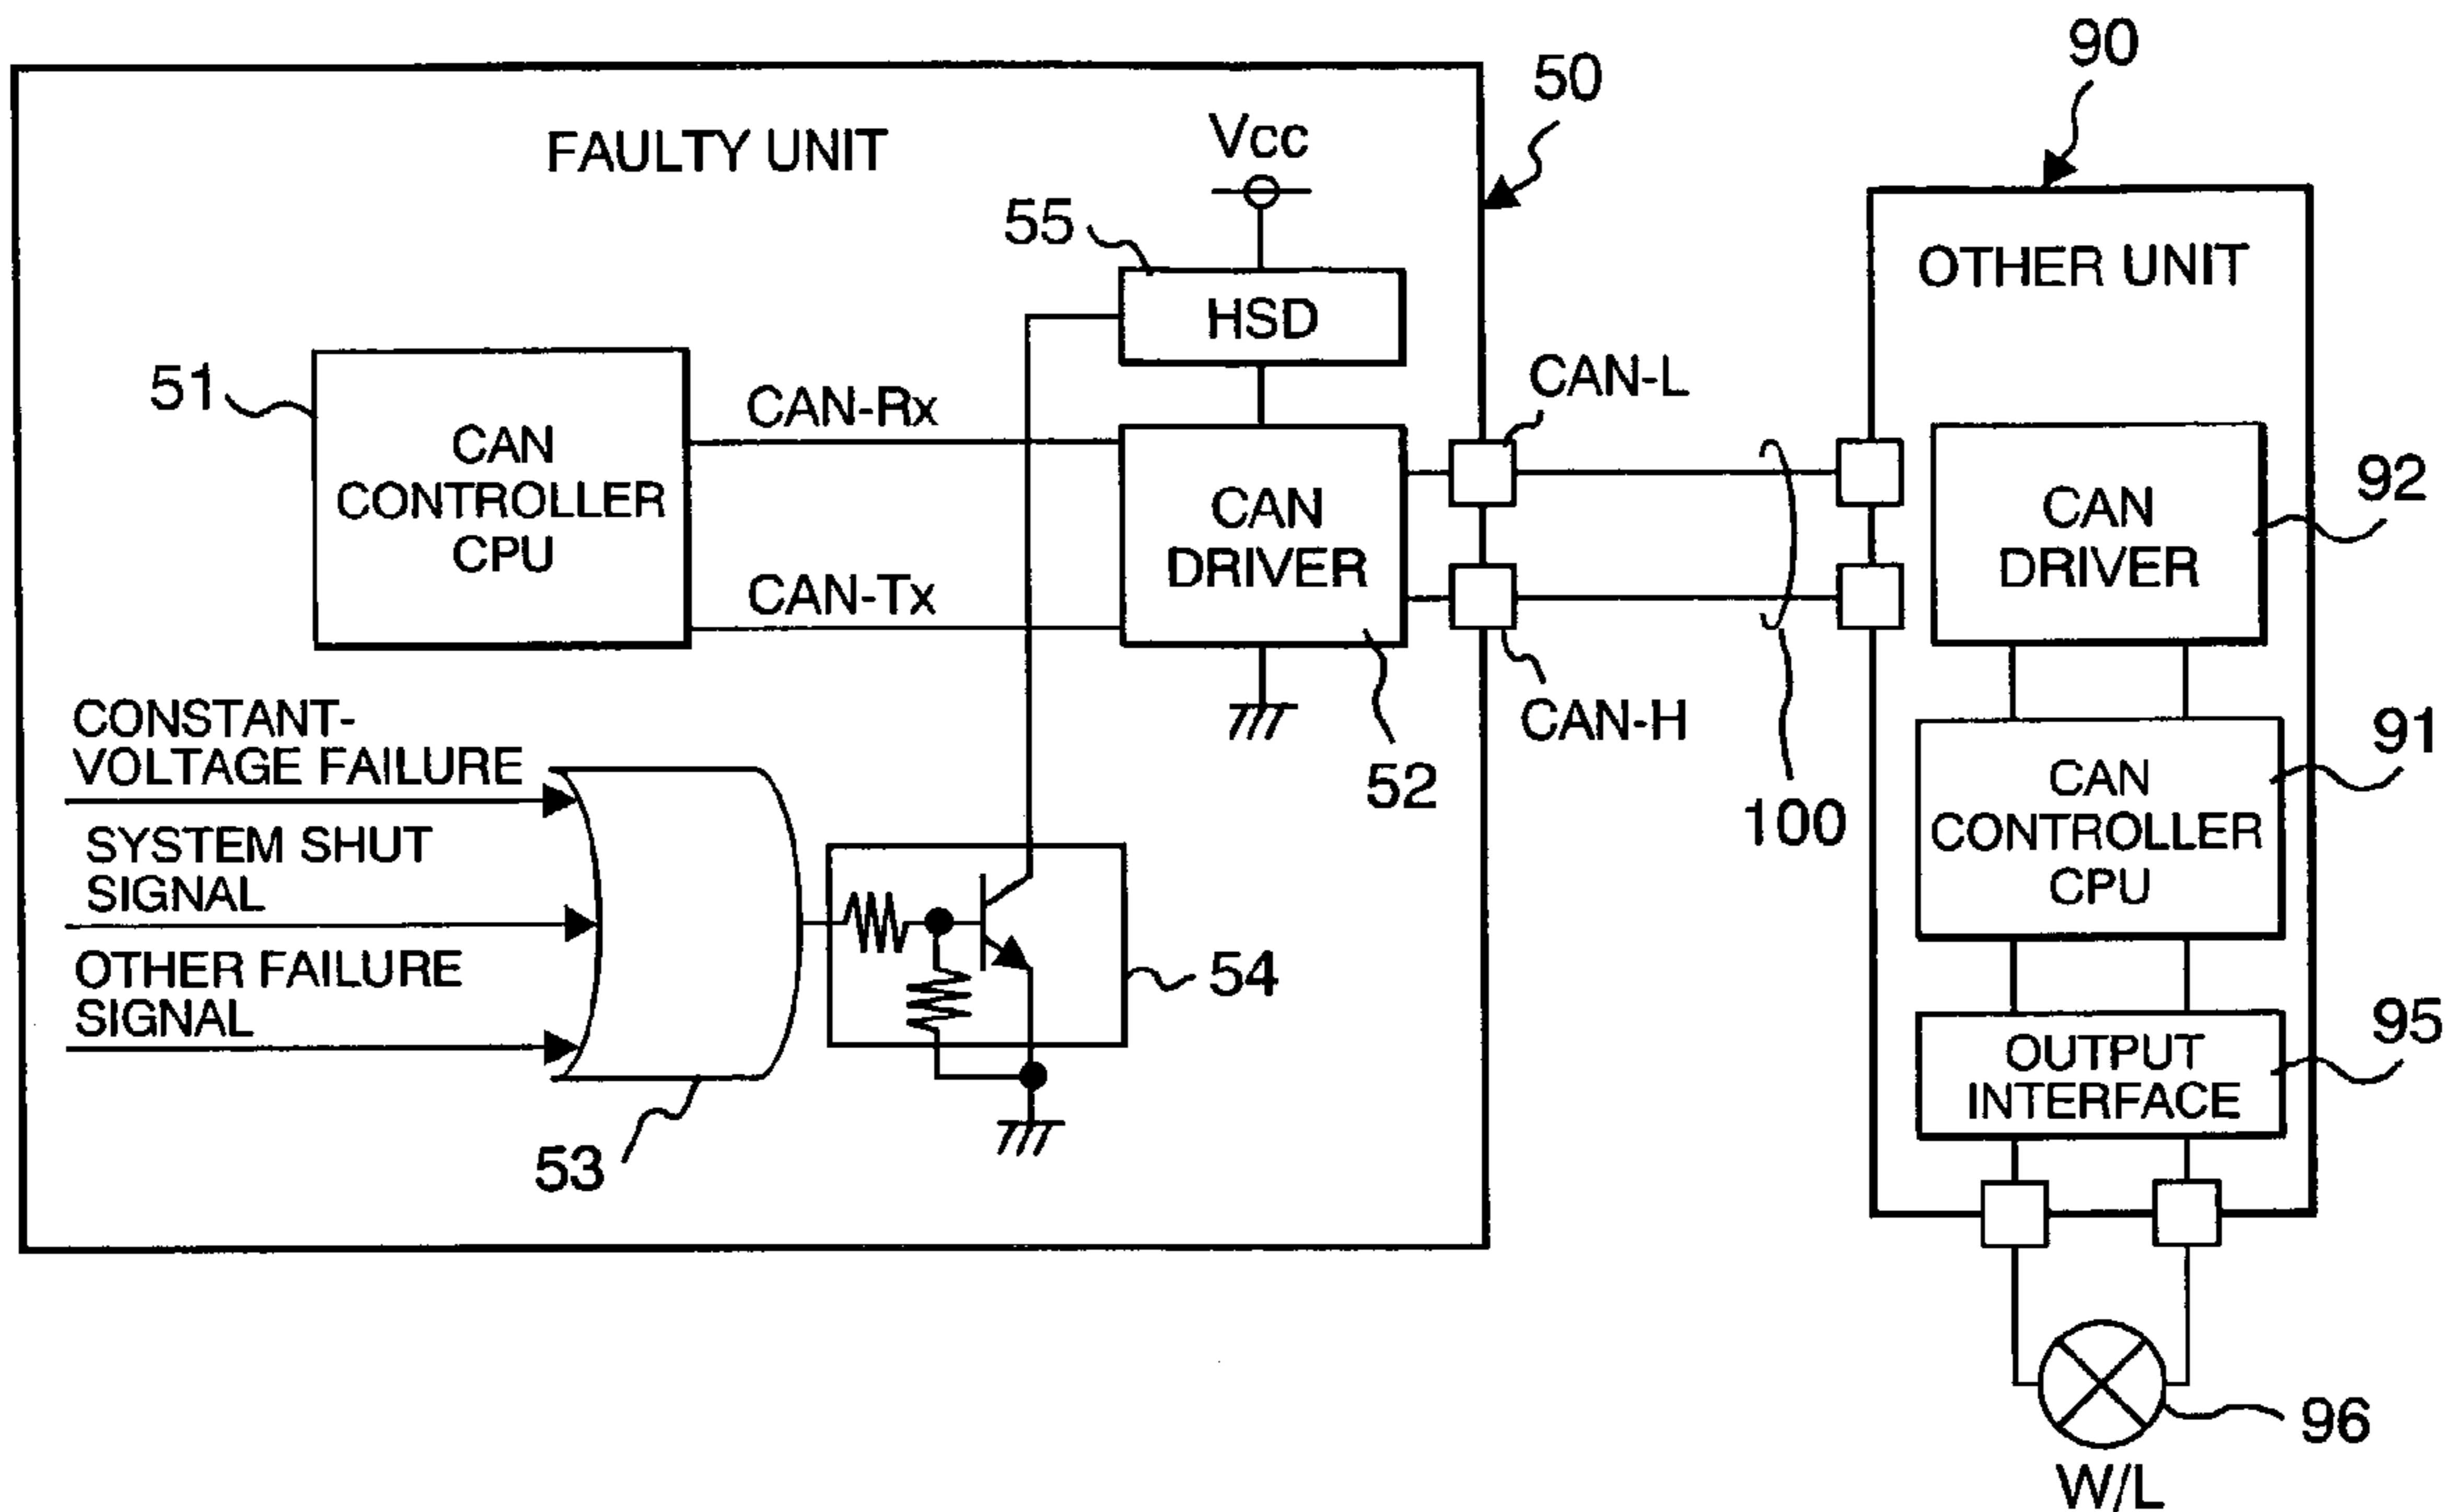 90
50
FAULTY UNIT
Vcc
55
HSD
OTHER UNIT
51
CAN
CONTROLLER
CPU
CAN-Rx
CAN-Tx
CAN
DRIVER
52
CAN-L
CAN-H
100
CAN
DRIVER
92
CAN
CONTROLLER
CPU
91
OUTPUT
INTERFACE
95
CONSTANT-
VOLTAGE FAILURE
SYSTEM SHUT
SIGNAL
OTHER FAILURE
SIGNAL
53
54
96
W/L